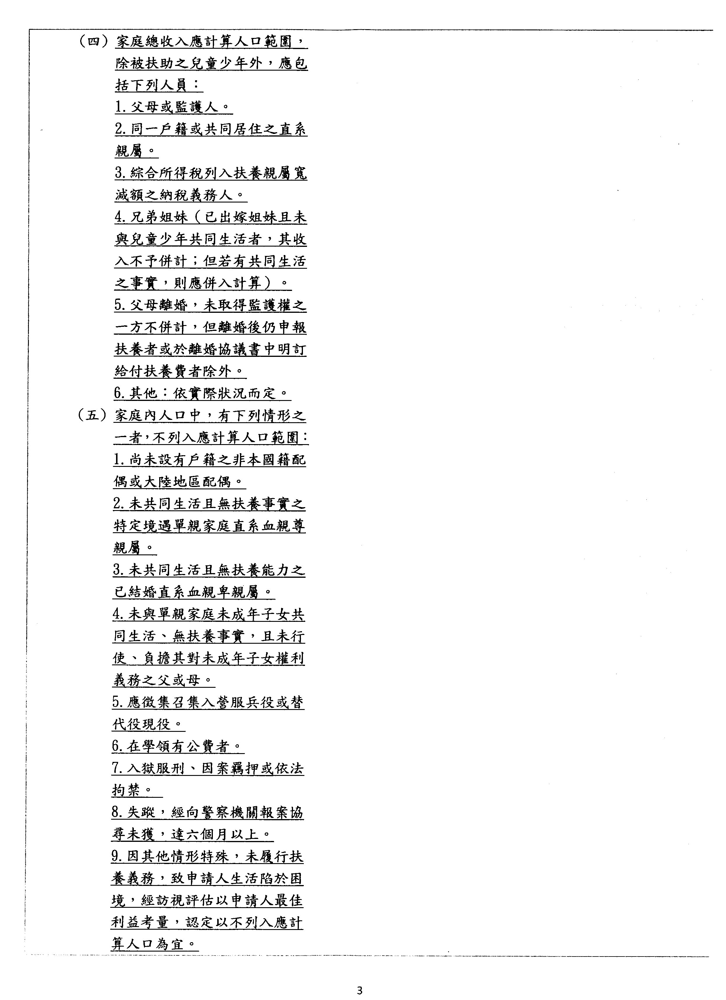 （四）家庭總收入應計算人口範圍，
除被扶助之兒童少年外，應包
括下列人員：
1.父母或監護人。
2.同一戶籍或共同居住之直系
親屬。
3.綜合所得稅列入扶養親屬寬
減額之納稅義務人。
4.兄弟姐妹（已出嫁姐妹且未
與兒童少年共同生活者，其收
入不予併計；但若有共同生活
之事實，則應併入計算）。
5.父母離婚，未取得監護權之
一方不併計，但離婚後仍申報
扶養者或於離婚協議書中明訂
給付扶養費者除外。
6.其他：依實際狀況而定。
（五）家庭內人口中，有下列情形之
一者，不列入應計算人口範圍：
1.尚未設有戶籍之非本國籍配
偶或大陸地區配偶。
2.未共同生活且無扶養事實之
特定境遇單親家庭直系血親尊
親屬。
3.未共同生活且無扶養能力之
已結婚直系血親卑親屬。
4.未與單親家庭未成年子女共
同生活、無扶養事實，且未行
使、負擔其對未成年子女權利
義務之父或母。
5.應徵集召集入營服兵役或替
代役現役。
6.在學領有公費者。
7.入獄服刑、因案羈押或依法
拘禁。
8.失蹤，經向警察機關報案協
尋未獲，達六個月以上。
9.因其他情形特殊，未履行扶
養義務，致申請人生活陷於困
境，經訪視評估以申請人最佳
利益考量，認定以不列入應計
算人口為宜。
3